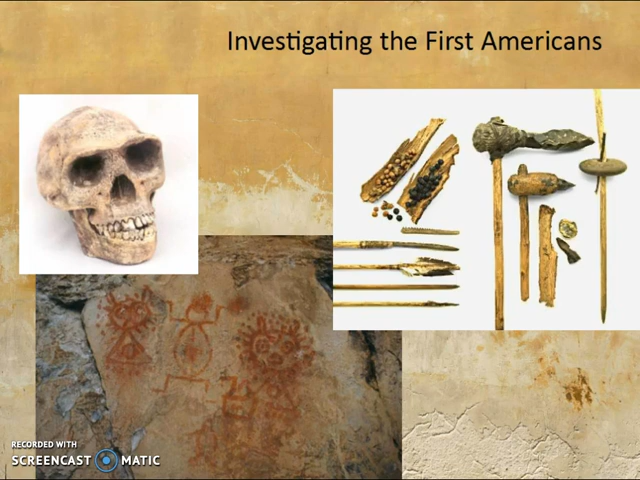 Investigating the First Americans
RECORDED WITH
SCREENCAST MATIC